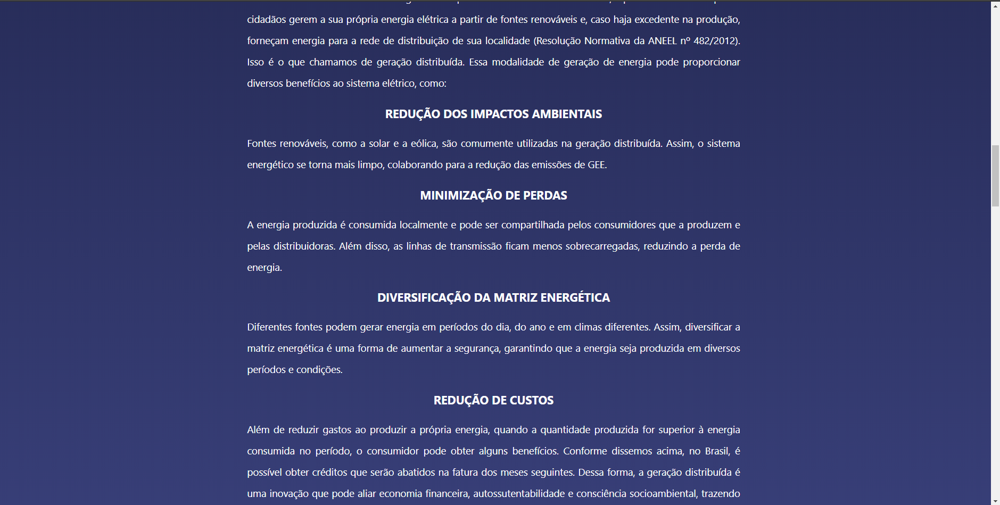 cidadãos gerem a sua própria energia elétrica a partir de fontes renováveis e, caso haja excedente na produção,
forneçam energia para a rede de distribuição de sua localidade (Resolução Normativa da ANEEL nº 482/2012).
Isso é o que chamamos de geração distribuída. Essa modalidade de geração de energia pode proporcionar
diversos benefícios ao sistema elétrico, como:
REDUÇÃO DOS IMPACTOS AMBIENTAIS
Fontes renováveis, como a solar e a eólica, são comumente utilizadas na geração distribuída. Assim, o sistema
energético se torna mais limpo, colaborando para a redução das emissões de GEE.
MINIMIZAÇÃO DE PERDAS
A energia produzida é consumida localmente e pode ser compartilhada pelos consumidores que a produzem e
pelas distribuidoras. Além disso, as linhas de transmissão ficam menos sobrecarregadas, reduzindo a perda de
energia.
DIVERSIFICAÇÃO DA MATRIZ ENERGÉTICA
Diferentes fontes podem gerar energia em períodos do dia, do ano e em climas diferentes. Assim, diversificar a
matriz energética é uma forma de aumentar a segurança, garantindo que a energia seja produzida em diversos
períodos e condições.
REDUÇÃO DE CUSTOS
Além de reduzir gastos ao produzir a própria energia, quando a quantidade produzida for superior à energia
consumida no período, o consumidor pode obter alguns benefícios. Conforme dissemos acima, no Brasil, é
possível obter créditos que serão abatidos na fatura dos meses seguintes. Dessa forma, a geração distribuída é
uma inovação que pode aliar economia financeira, autossutentabilidade e consciência socioambiental, trazendo